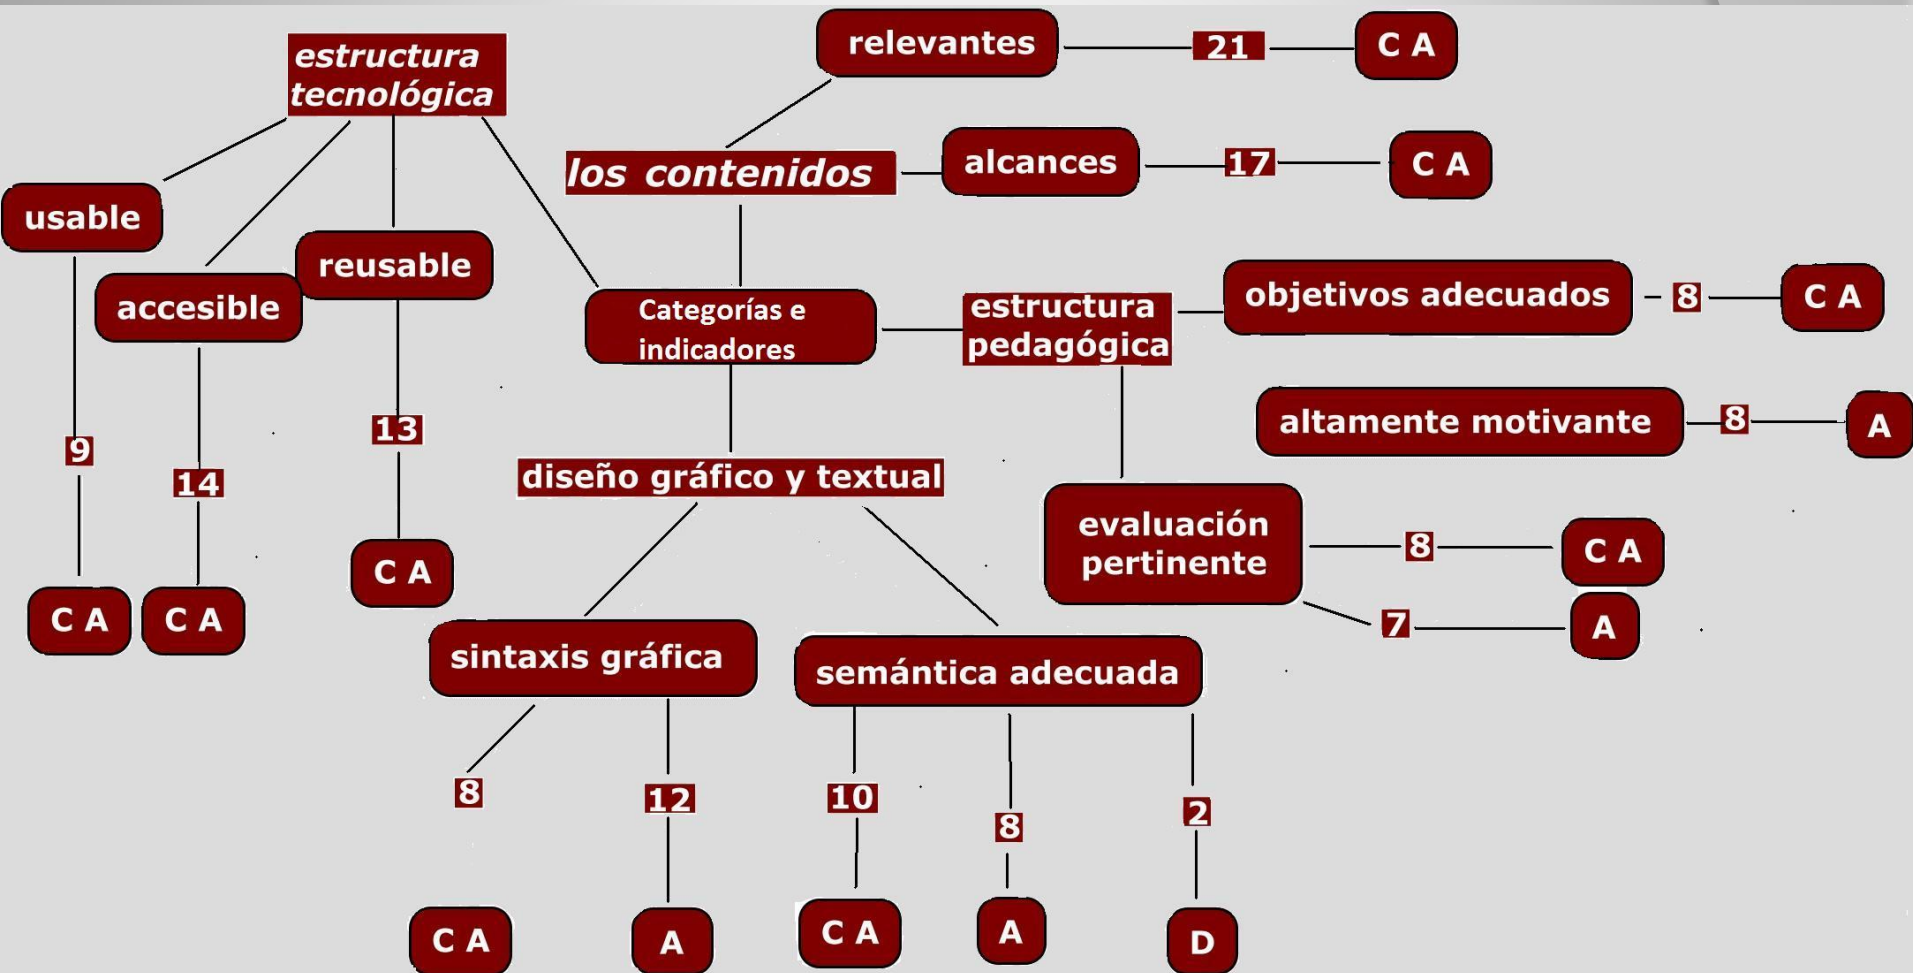 estructura
tecnológica
relevantes
21
C A
los contenidos
alcances
17
C A
usable
accesible
reusable
Categorías e
indicadores
estructura
pedagógica
objetivos adecuados
8
C A
altamente motivante
8
A
9
14
13
C A
C A
C A
diseño gráfico y textual
evaluación
pertinente
8
C A
7
A
sintaxis gráfica
semántica adecuada
8
12
10
8
2
C A
A
C A
A
D